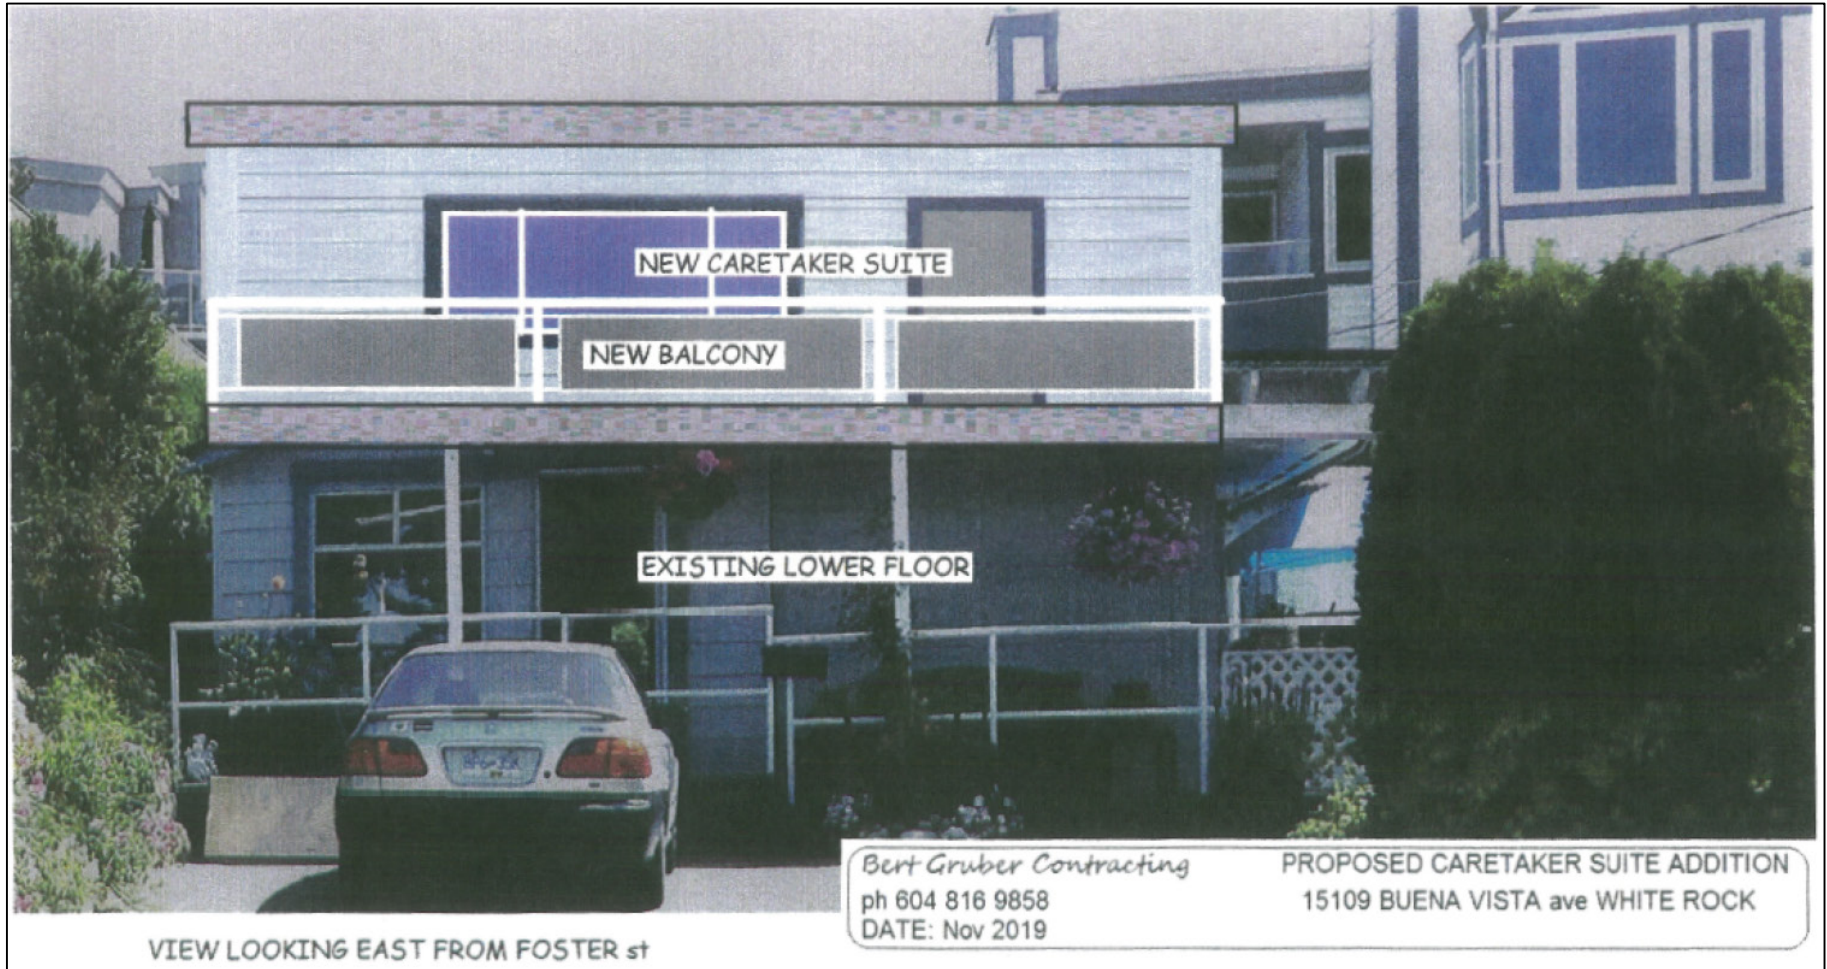 NEW CARETAKER SUITE
NEW BALCONY
EXISTING LOWER FLOOR
Bert Gruber Contracting
ph 604 816 9858
DATE: Nov 2019
PROPOSED CARETAKER SUITE ADDITION
15109 BUENA VISTA ave WHITE ROCK
VIEW LOOKING EAST FROM FOSTER st